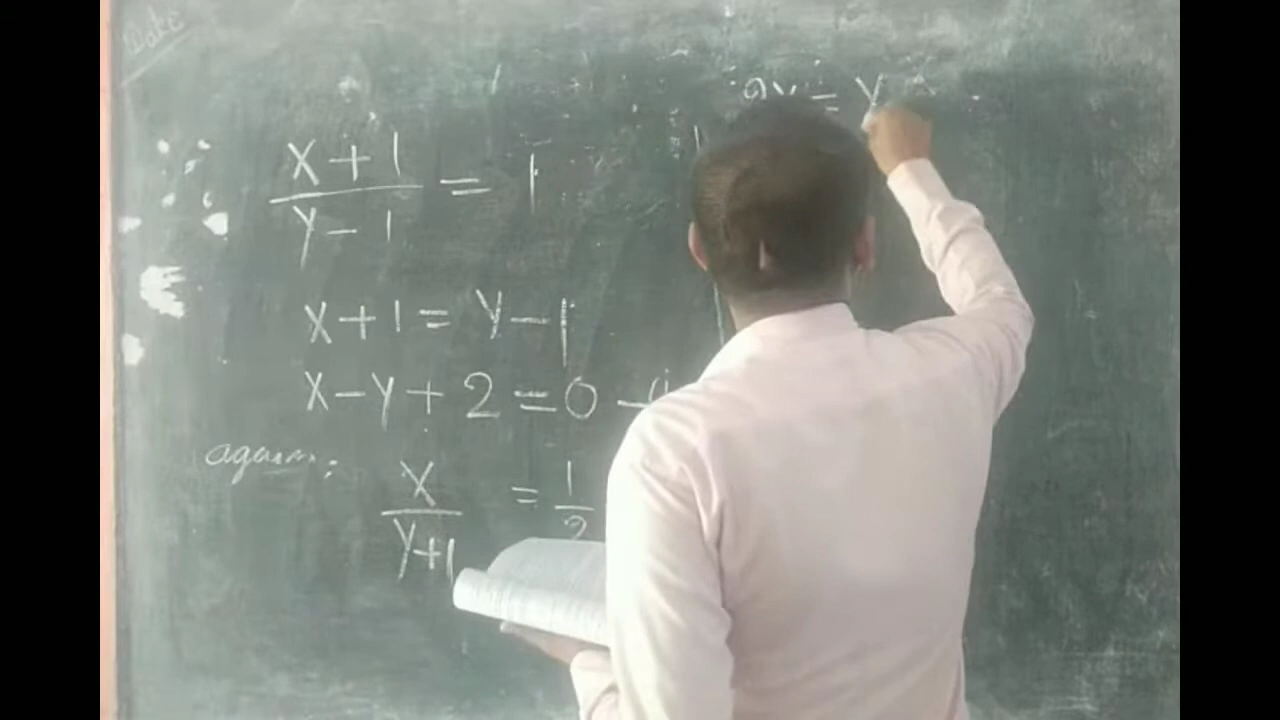 Date
X + 1
Y - 1
= 1
X + 1 = Y - 1
X - Y + 2 = 0
again :
X
Y + 1
= 1
2
2x = Y